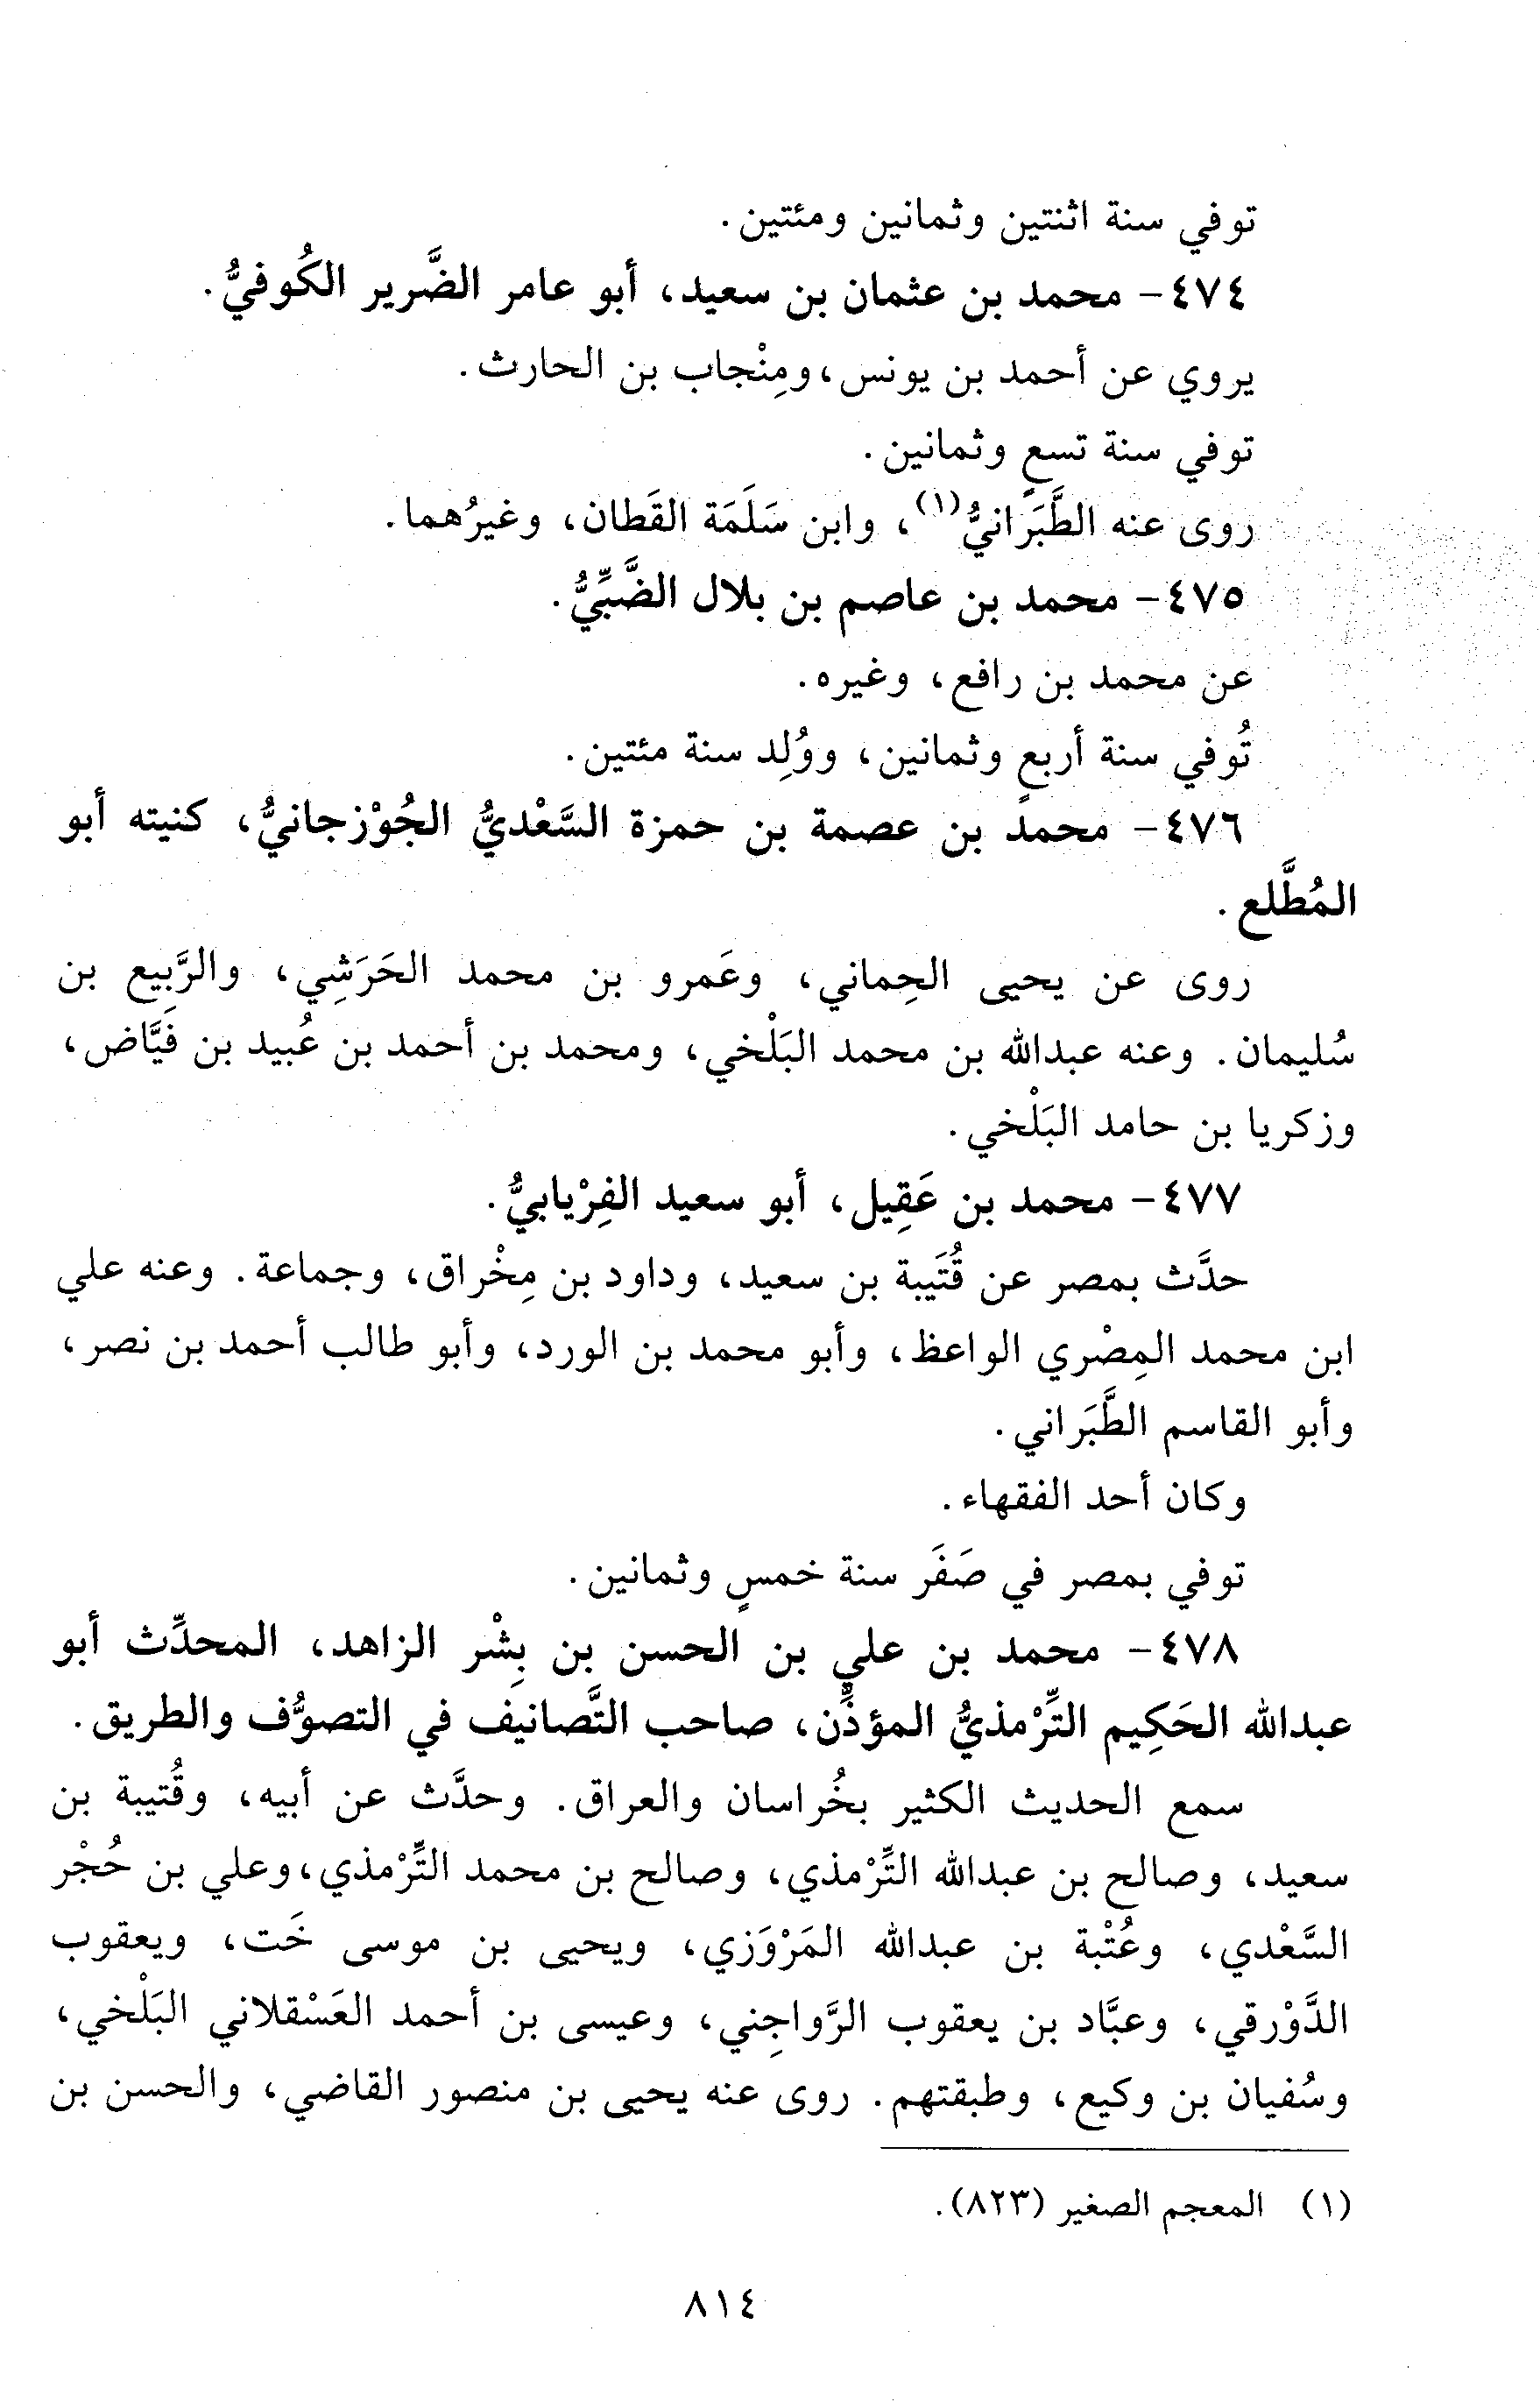 توفي سنة اثنتين وثمانين ومئتين.
٤٧٤- محمد بن عثمان بن سعيد، أبو عامر الضَّرير الكُوفيُّ.
يروي عن أحمد بن يونس، ومِنْجاب بن الحارث.
توفي سنة تسعٍ وثمانين.
روى عنه الطَّبَرانيُّ(١)، وابن سَلَمَة القَطان، وغيرُهما.
٤٧٥- محمد بن عاصم بن بلال الضَّبِّيُّ.
عن محمد بن رافع، وغيره.
تُوفي سنة أربعٍ وثمانين، ووُلِد سنة مئتين.
٤٧٦- محمد بن عصمة بن حمزة السَّعْديُّ الجُوْزجانيُّ، كنيته أبو
المُطَّلع.
روى عن يحيى الحِماني، وعَمرو بن محمد الحَرَشِي، والرَّبيع بن
سُليمان. وعنه عبدالله بن محمد البَلْخي، ومحمد بن أحمد بن عُبيد بن فَيَّاض،
وزكريا بن حامد البَلْخي.
٤٧٧- محمد بن عَقِيل، أبو سعيد الفِرْيابيُّ.
حدَّث بمصر عن قُتَيبة بن سعيد، وداود بن مِخْراق، وجماعة. وعنه علي
ابن محمد المِصْري الواعظ، وأبو محمد بن الورد، وأبو طالب أحمد بن نصر،
وأبو القاسم الطَّبَراني.
وكان أحد الفقهاء.
توفي بمصر في صَفَر سنة خمسٍ وثمانين.
٤٧٨- محمد بن علي بن الحسن بن بِشْر الزاهد، المحدِّث أبو
عبدالله الحَكِيم التِّرْمذيُّ المؤذِّن، صاحب التَّصانيف في التصوُّف والطريق.
سمع الحديث الكثير بخُراسان والعراق. وحدَّث عن أبيه، وقُتيبة بن
سعيد، وصالح بن عبدالله التِّرْمذي، وصالح بن محمد التِّرْمذي، وعلي بن حُجْر
السَّعْدي، وعُتْبة بن عبدالله المَرْوَزي، ويحيى بن موسى خَت، ويعقوب
الدَّوْرقي، وعبَّاد بن يعقوب الرَّواجِني، وعيسى بن أحمد العَسْقلاني البَلْخي،
وسُفيان بن وكيع، وطبقتهم. روى عنه يحيى بن منصور القاضي، والحسن بن
(١) المعجم الصغير (٨٢٣).
٨١٤